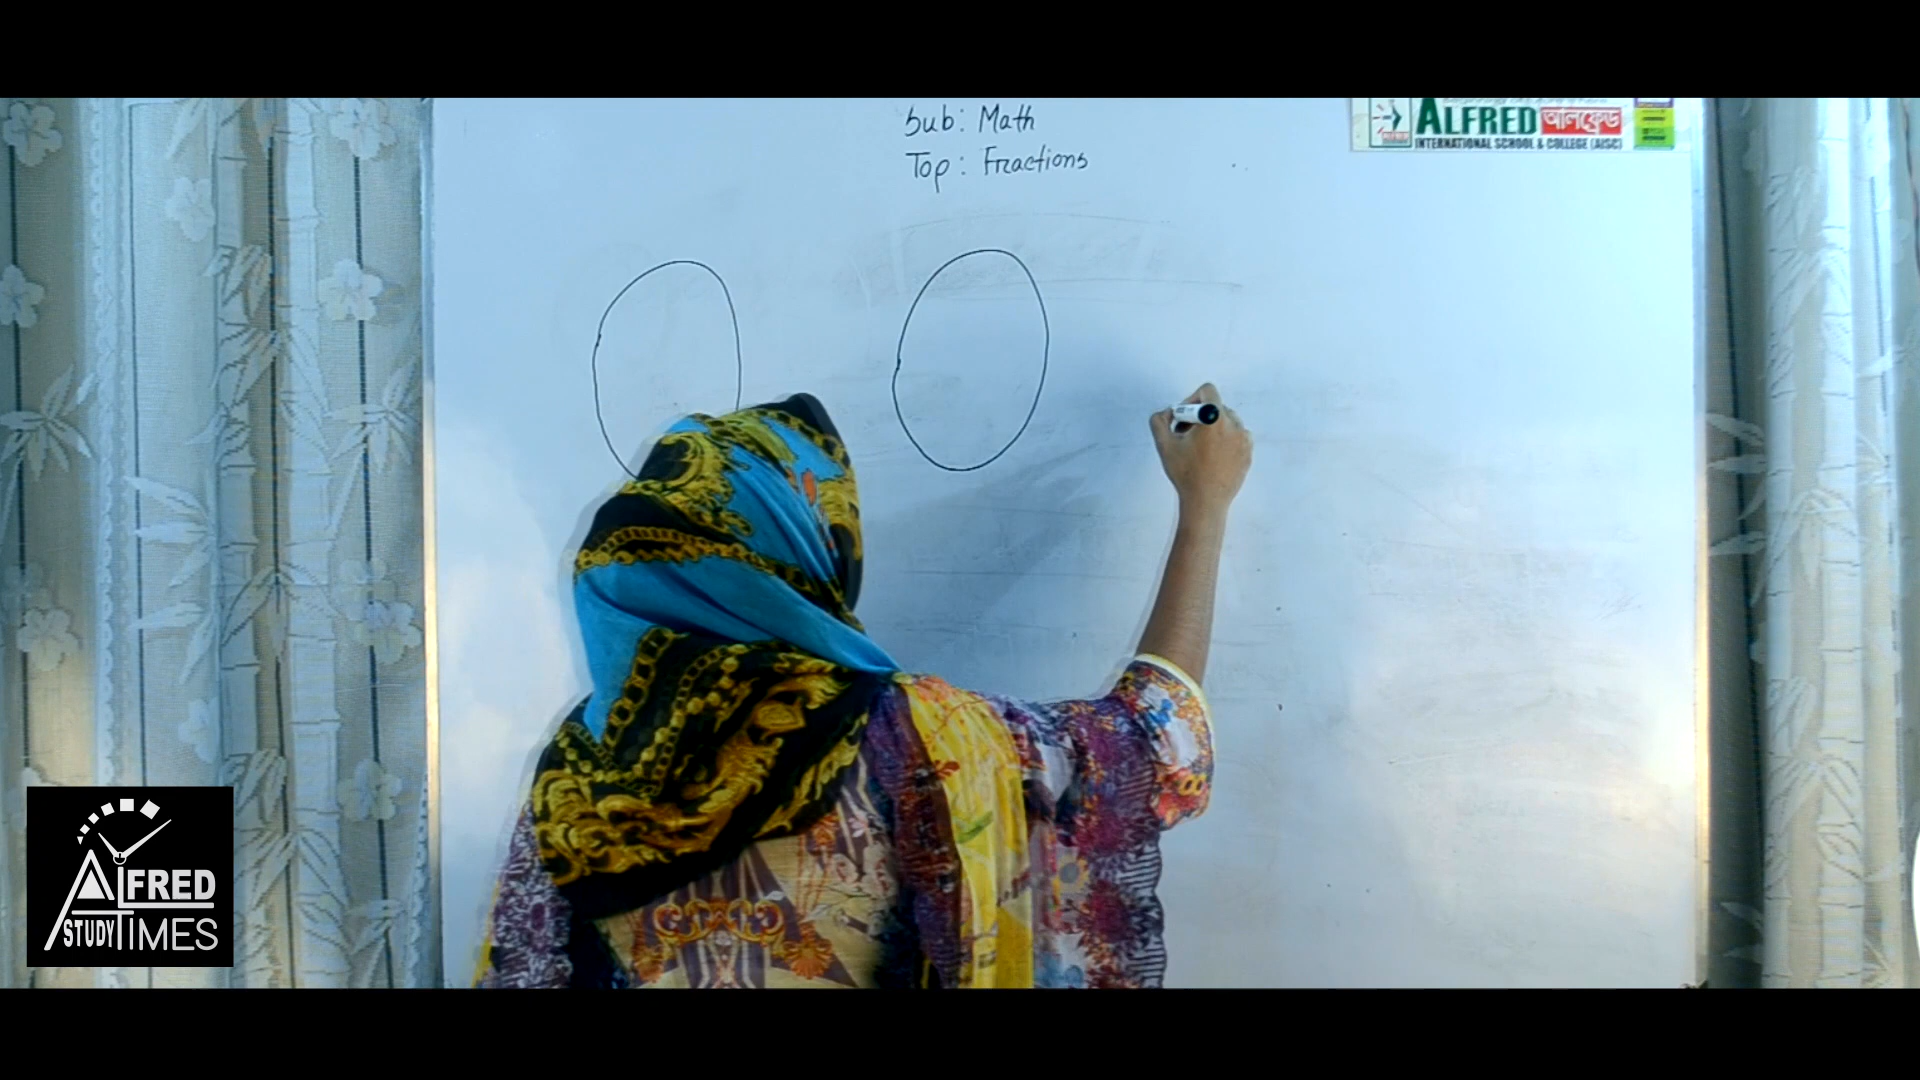 Sub: Math
Top: Fractions
ALFRED আলফ্রেড
INTERNATIONAL SCHOOL & COLLEGE (AISC)
ALFRED
STUDY TIMES